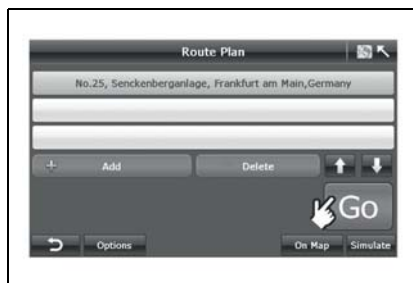 Route Plan
No.25, Senckenberganlage, Frankfurt am Main,Germany
+ Add Delete
Go
Options On Map Simulate